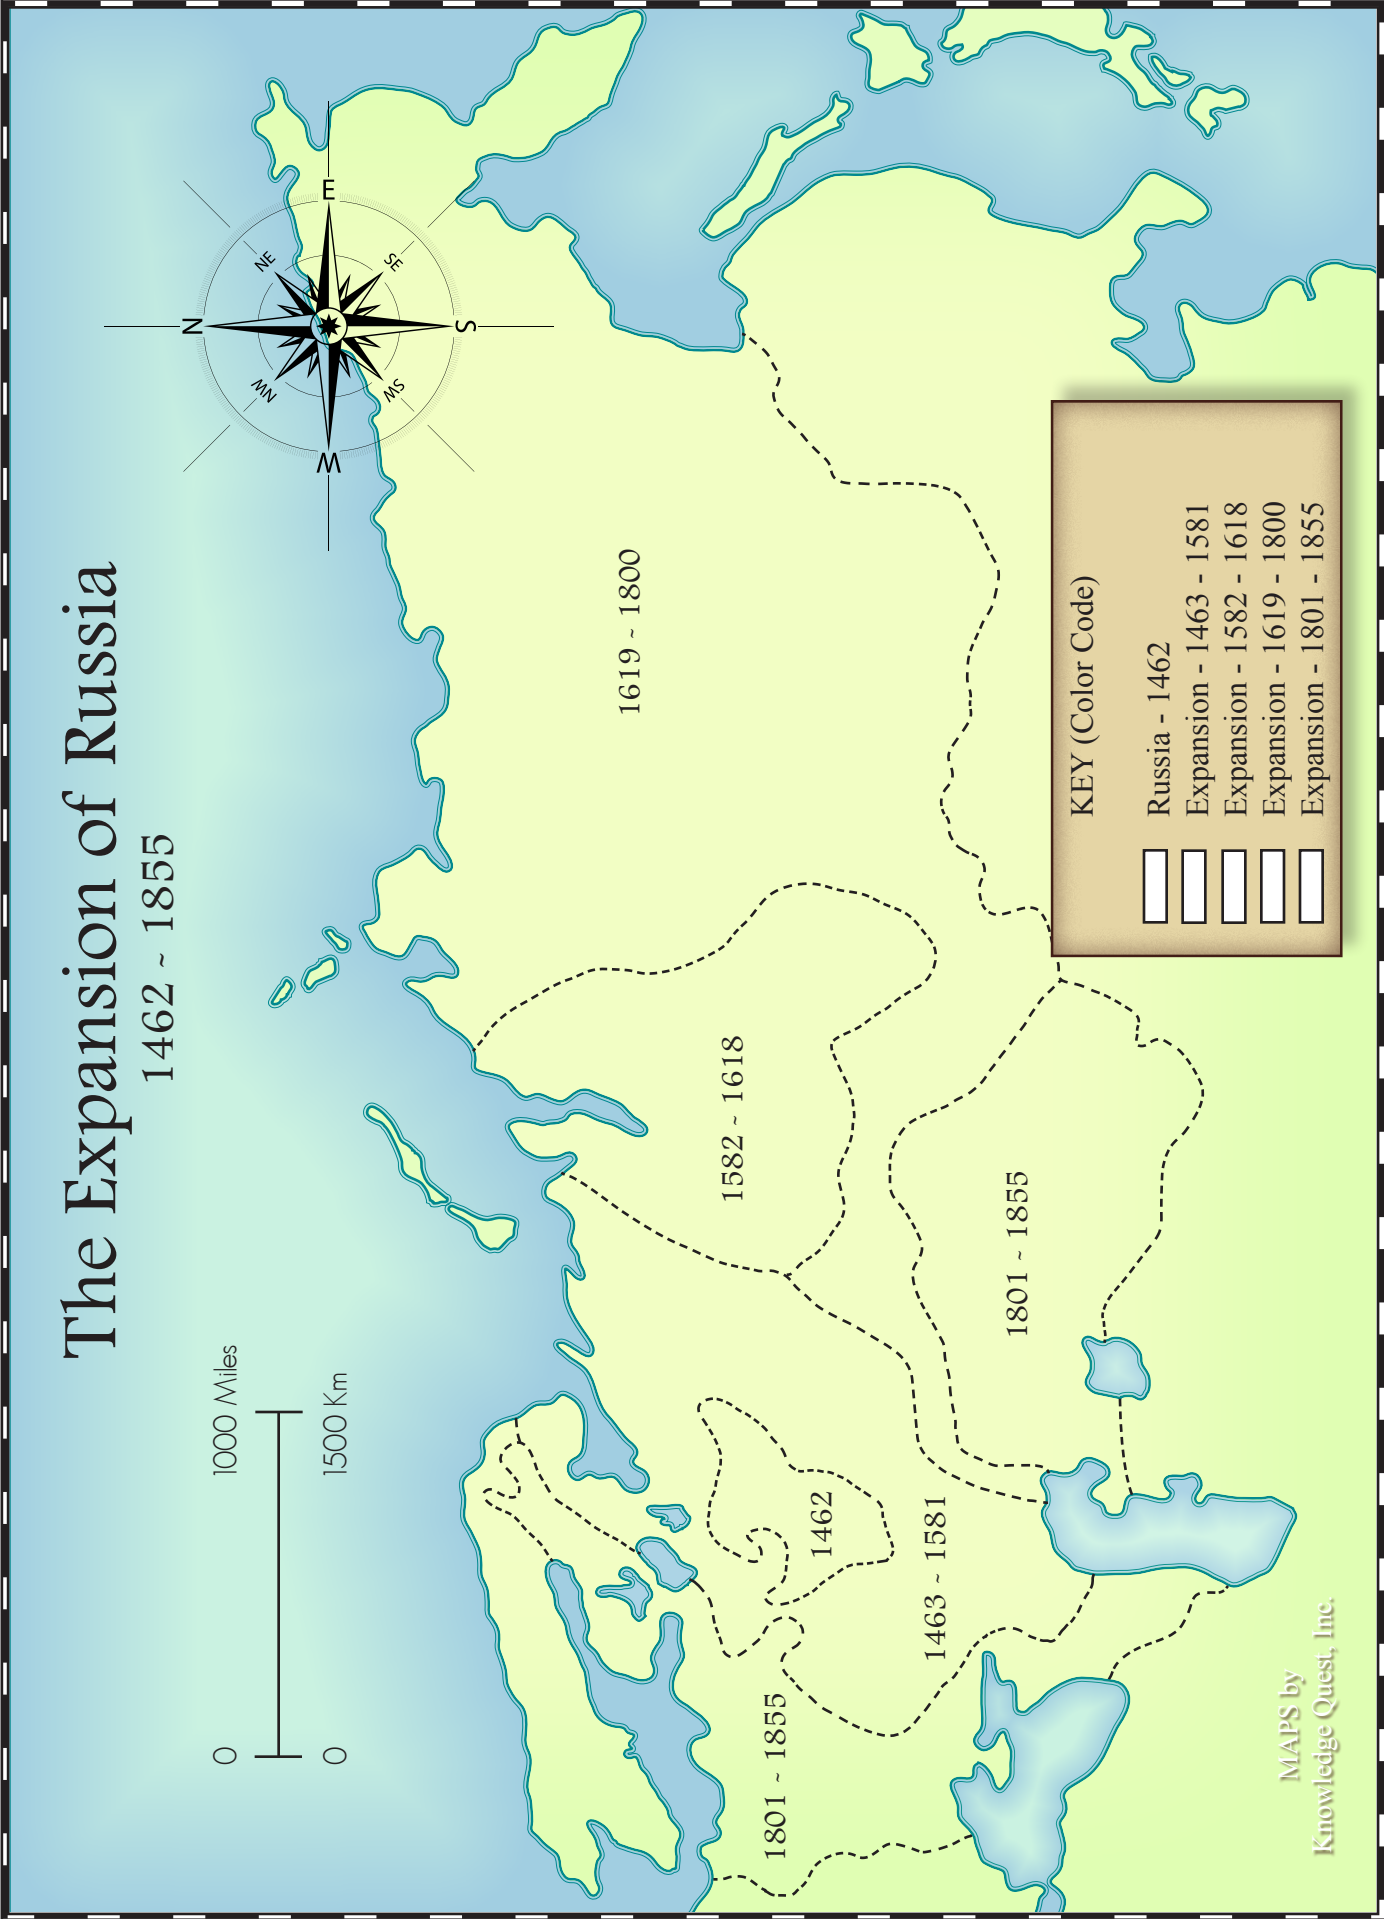 The Expansion of Russia
1462 ~ 1855
1000 Miles
0
1500 Km
0
N
NE
E
SE
S
SW
W
NW
1619 ~ 1800
1582 ~ 1618
1801 ~ 1855
1462
1463 ~ 1581
1801 ~ 1855
KEY (Color Code)
Russia - 1462
Expansion - 1463 - 1581
Expansion - 1582 - 1618
Expansion - 1619 - 1800
Expansion - 1801 - 1855
MAPS by
Knowledge Quest, Inc.